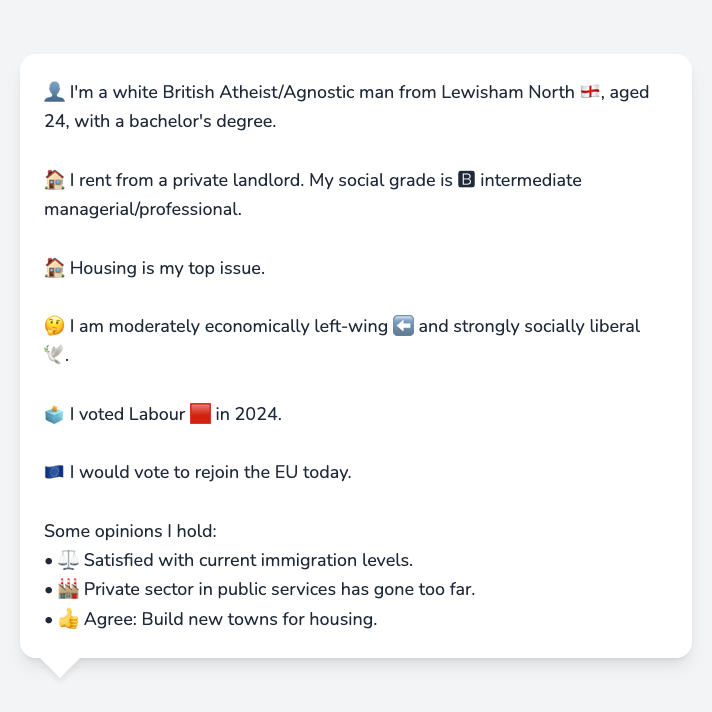 👤 I'm a white British Atheist/Agnostic man from Lewisham North 🏴󠁧󠁢󠁥󠁮󠁧󠁿, aged
24, with a bachelor's degree.
🏠 I rent from a private landlord. My social grade is 🅱 intermediate
managerial/professional.
🏠 Housing is my top issue.
🤔 I am moderately economically left-wing ⬅️ and strongly socially liberal
🕊️.
🗳️ I voted Labour 🟥 in 2024.
🇪🇺 I would vote to rejoin the EU today.
Some opinions I hold:
• ⚖️ Satisfied with current immigration levels.
• 🏭 Private sector in public services has gone too far.
• 👍 Agree: Build new towns for housing.